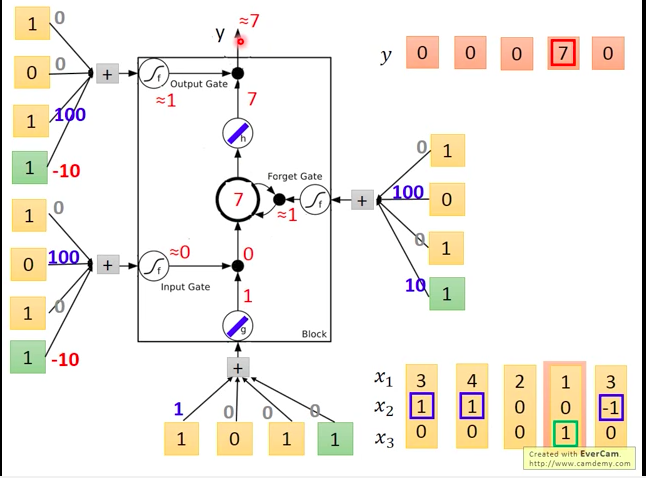 1 0
0 0
1 100
1 -10
+
Output Gate
f
≈1
y ≈7
7
h
7
Forget Gate
≈1
f
+
0 1
100 0
0 1
10 1
1 0
0 100
1 0
1 -10
+
≈0
f
Input Gate
0
1
g
Block
+
1 0 0 0
1 0 1 1
y 0 0 0 7 0
x₁ 3 4 2 1 3
x₂ 1 1 0 0 -1
x₃ 0 0 0 1 0
Created with EverCam.
http://www.camdemy.com